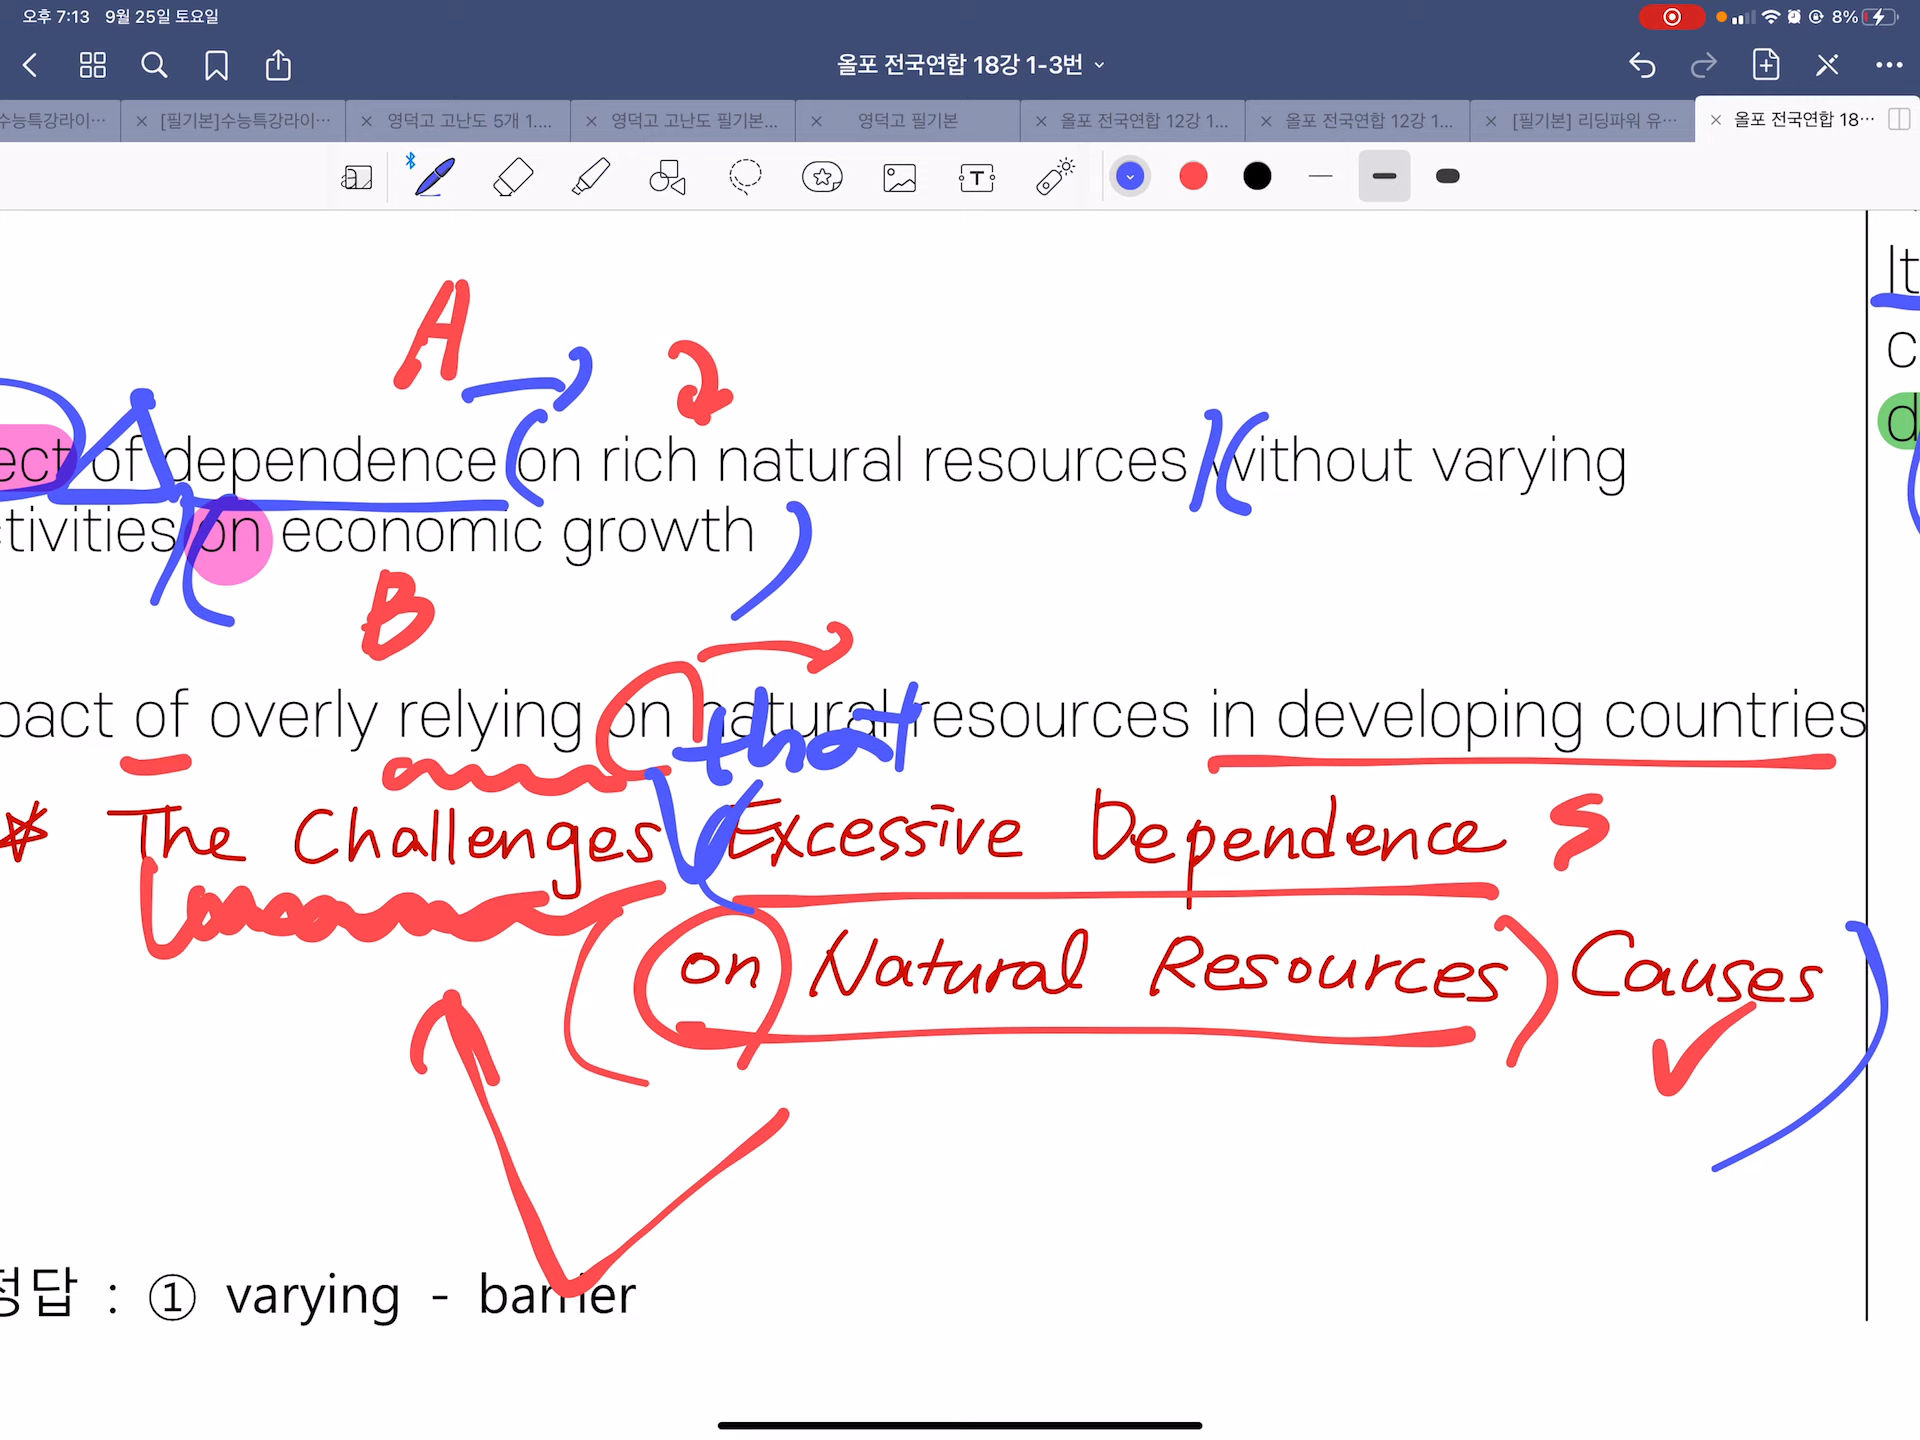 오후 7:13 9월 25일 토요일 8%
올포 전국연합 18강 1-3번
수능특강라이··· × [필기본]수능특강라이··· × 영덕고 고난도 5개 1.... × 영덕고 고난도 필기본... × 영덕고 필기본 × 올포 전국연합 12강 1... × 올포 전국연합 12강 1... × [필기본] 리딩파워 유··· × 올포 전국연합 18···
It
A
c
ect of dependence on rich natural resources without varying
d
ctivities on economic growth
B
pact of overly relying on natural resources in developing countries
that
The Challenges Excessive Dependence S
on Natural Resources Causes
정답 : ① varying - barrier